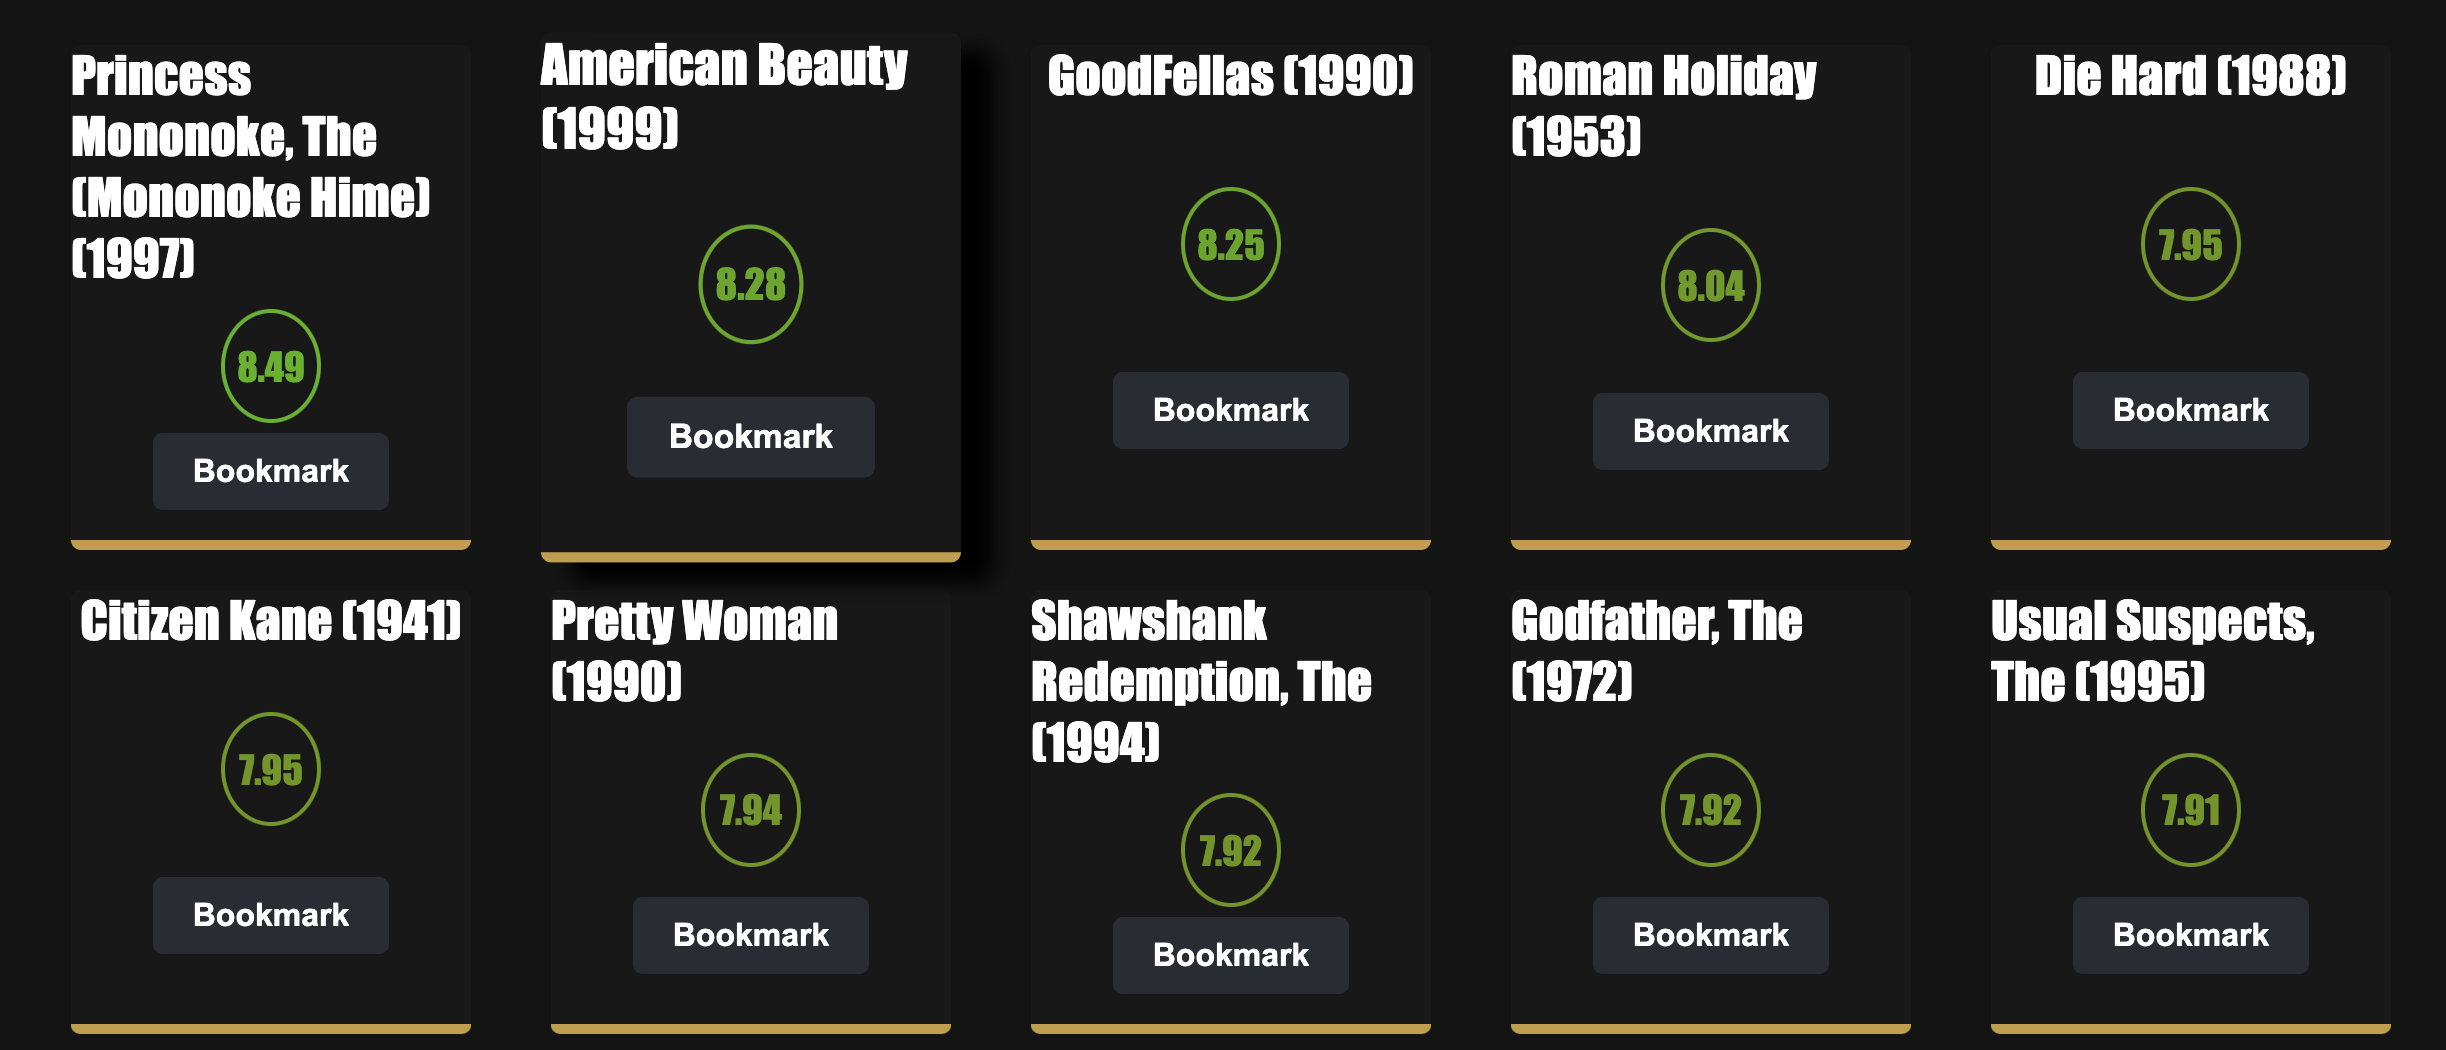 Princess
Mononoke, The
(Mononoke Hime)
(1997)
8.49
Bookmark
American Beauty
(1999)
8.28
Bookmark
GoodFellas (1990)
8.25
Bookmark
Roman Holiday
(1953)
8.04
Bookmark
Die Hard (1988)
7.95
Bookmark
Citizen Kane (1941)
7.95
Bookmark
Pretty Woman
(1990)
7.94
Bookmark
Shawshank
Redemption, The
(1994)
7.92
Bookmark
Godfather, The
(1972)
7.92
Bookmark
Usual Suspects,
The (1995)
7.91
Bookmark